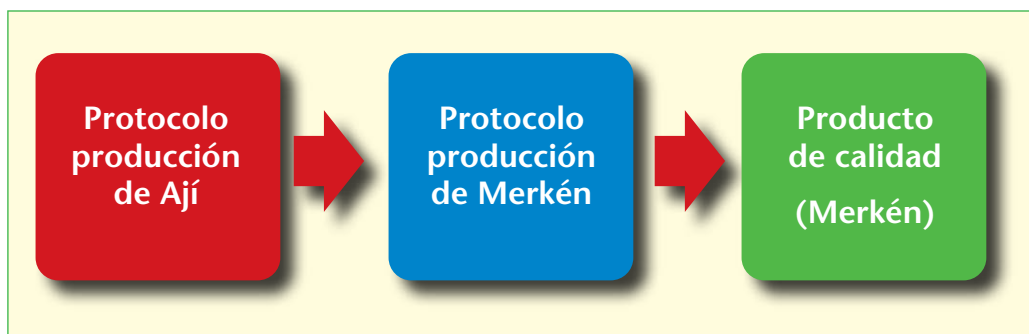 Protocolo
producción
de Ají
Protocolo
producción
de Merkén
Producto
de calidad
(Merkén)